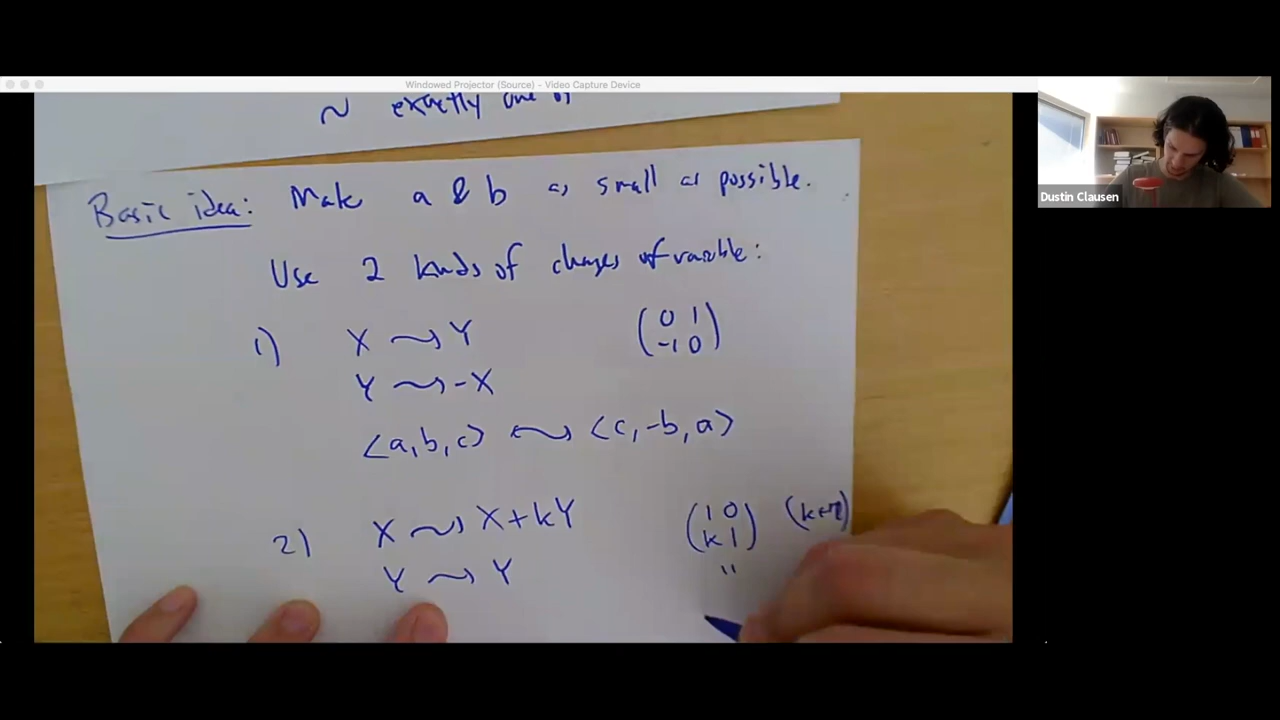 Windowed Projector (Source) - Video Capture Device
~ exactly one of
Basic idea: Make a & b as small as possible.
Dustin Clausen
Use 2 kinds of changes of variable:
1) X ⇝ Y (0 1
-1 0)
Y ⇝ -X
<a, b, c> ↭ <c, -b, a>
2) X ⇝ X + kY (1 0
k 1) (k∈ℤ)
Y ⇝ Y "